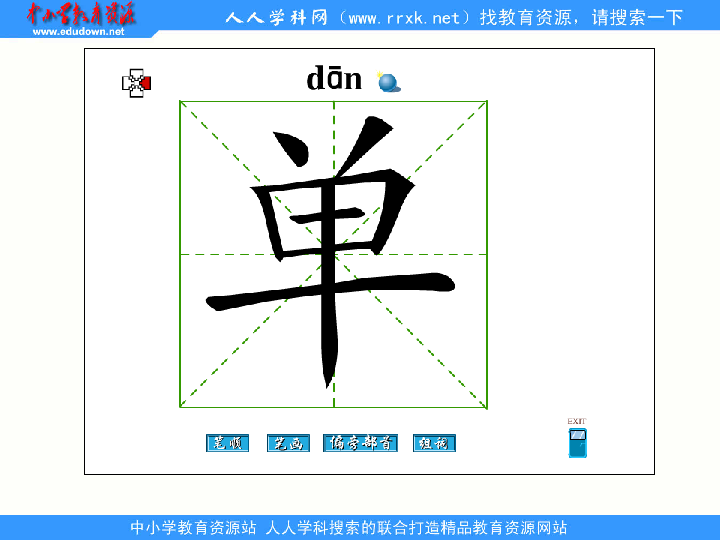 中小学教育资源
www.edudown.net
人人学科网（www.rrxk.net）找教育资源，请搜索一下
dān
单
笔顺 笔画 偏旁部首 组词
EXIT
中小学教育资源站 人人学科搜索的联合打造精品教育资源网站